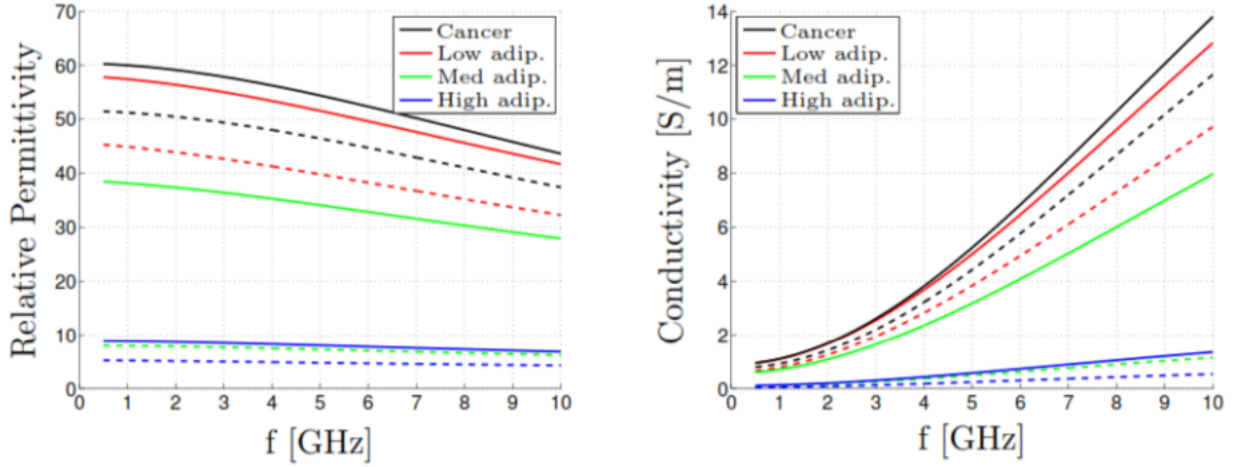 Relative Permittivity
70
60
50
40
30
20
10
0
0 1 2 3 4 5 6 7 8 9 10
f [GHz]
Cancer
Low adip.
Med adip.
High adip.
Conductivity [S/m]
14
12
10
8
6
4
2
0
0 1 2 3 4 5 6 7 8 9 10
f [GHz]
Cancer
Low adip.
Med adip.
High adip.